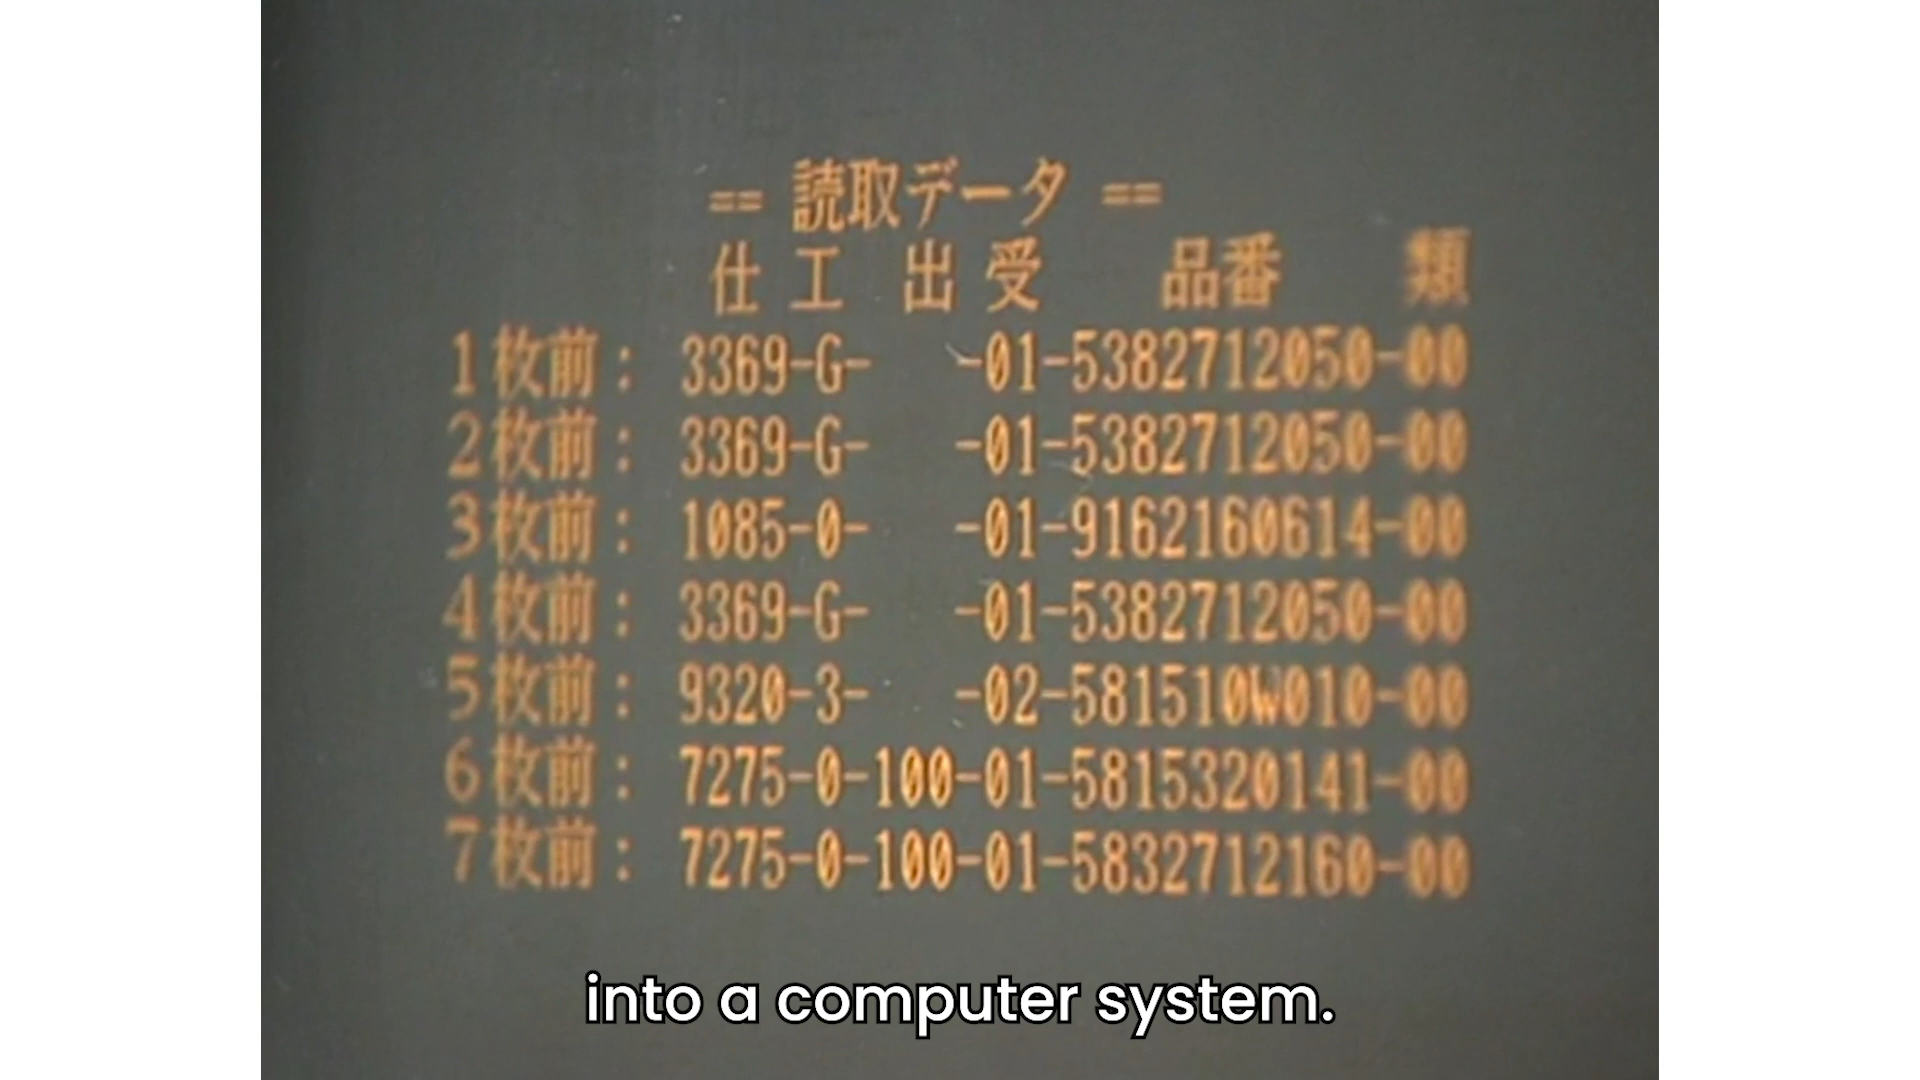 == 読取データ ==
仕 工 出 受 品番 類
1枚前: 3369-G- -01-5382712050-00
2枚前: 3369-G- -01-5382712050-00
3枚前: 1085-0- -01-9162160614-00
4枚前: 3369-G- -01-5382712050-00
5枚前: 9320-3- -02-581510W010-00
6枚前: 7275-0-100-01-5815320141-00
7枚前: 7275-0-100-01-5832712160-00
into a computer system.